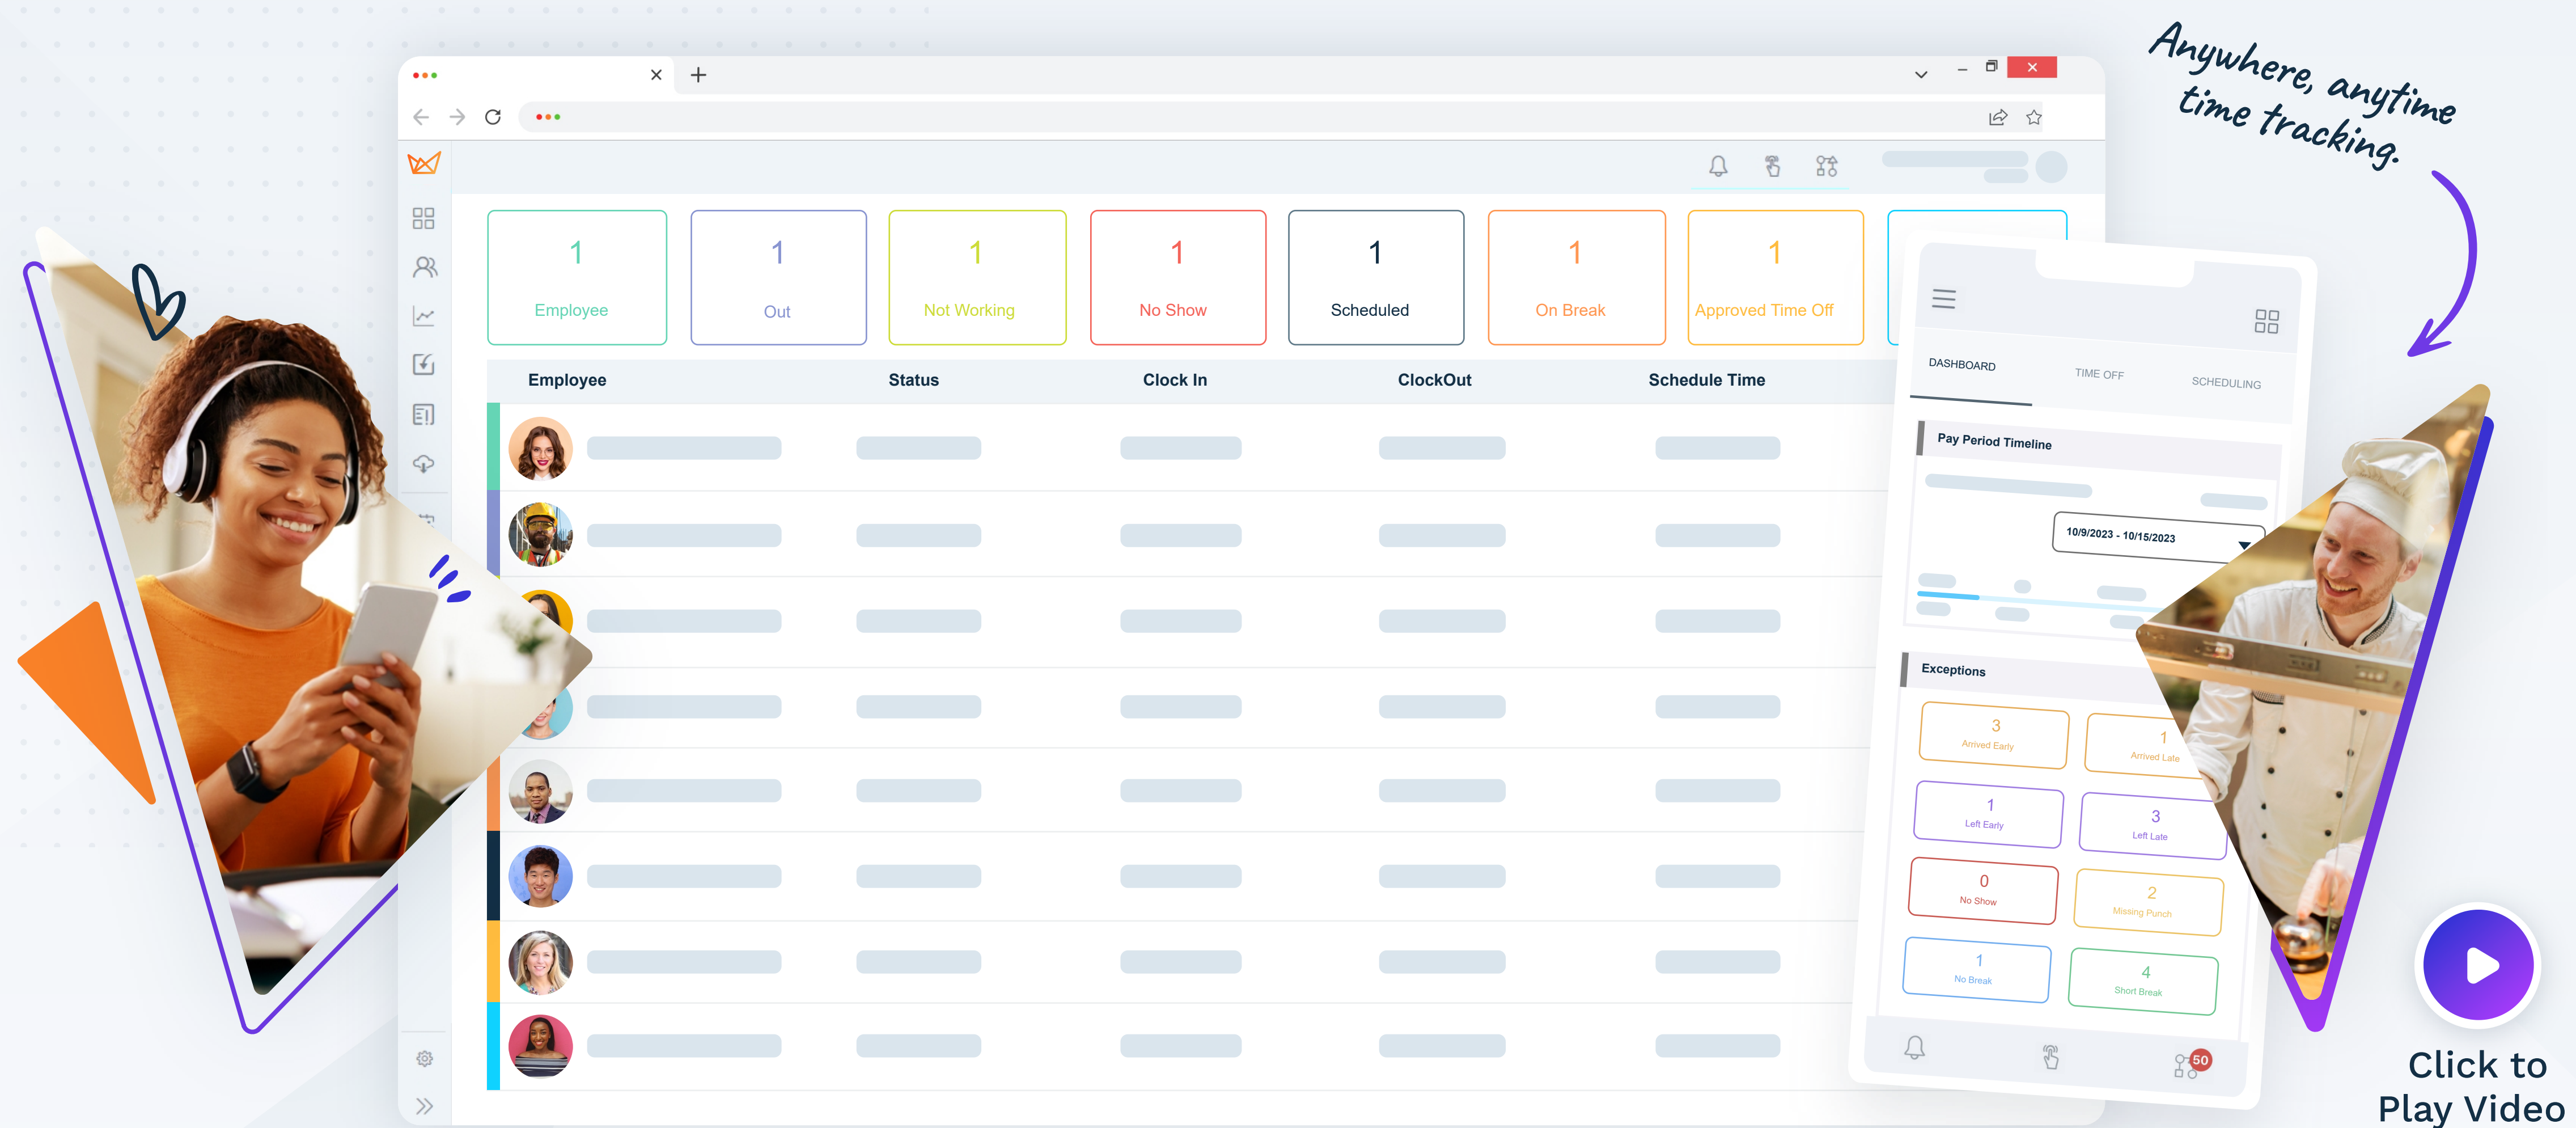 Anywhere, anytime
time tracking.
1
Employee
1
Out
1
Not Working
1
No Show
1
Scheduled
1
On Break
1
Approved Time Off
Employee
Status
Clock In
ClockOut
Schedule Time
DASHBOARD
TIME OFF
SCHEDULING
Pay Period Timeline
10/9/2023 - 10/15/2023
Exceptions
3
Arrived Early
1
Arrived Late
1
Left Early
3
Left Late
0
No Show
2
Missing Punch
1
No Break
4
Short Break
50
Click to
Play Video